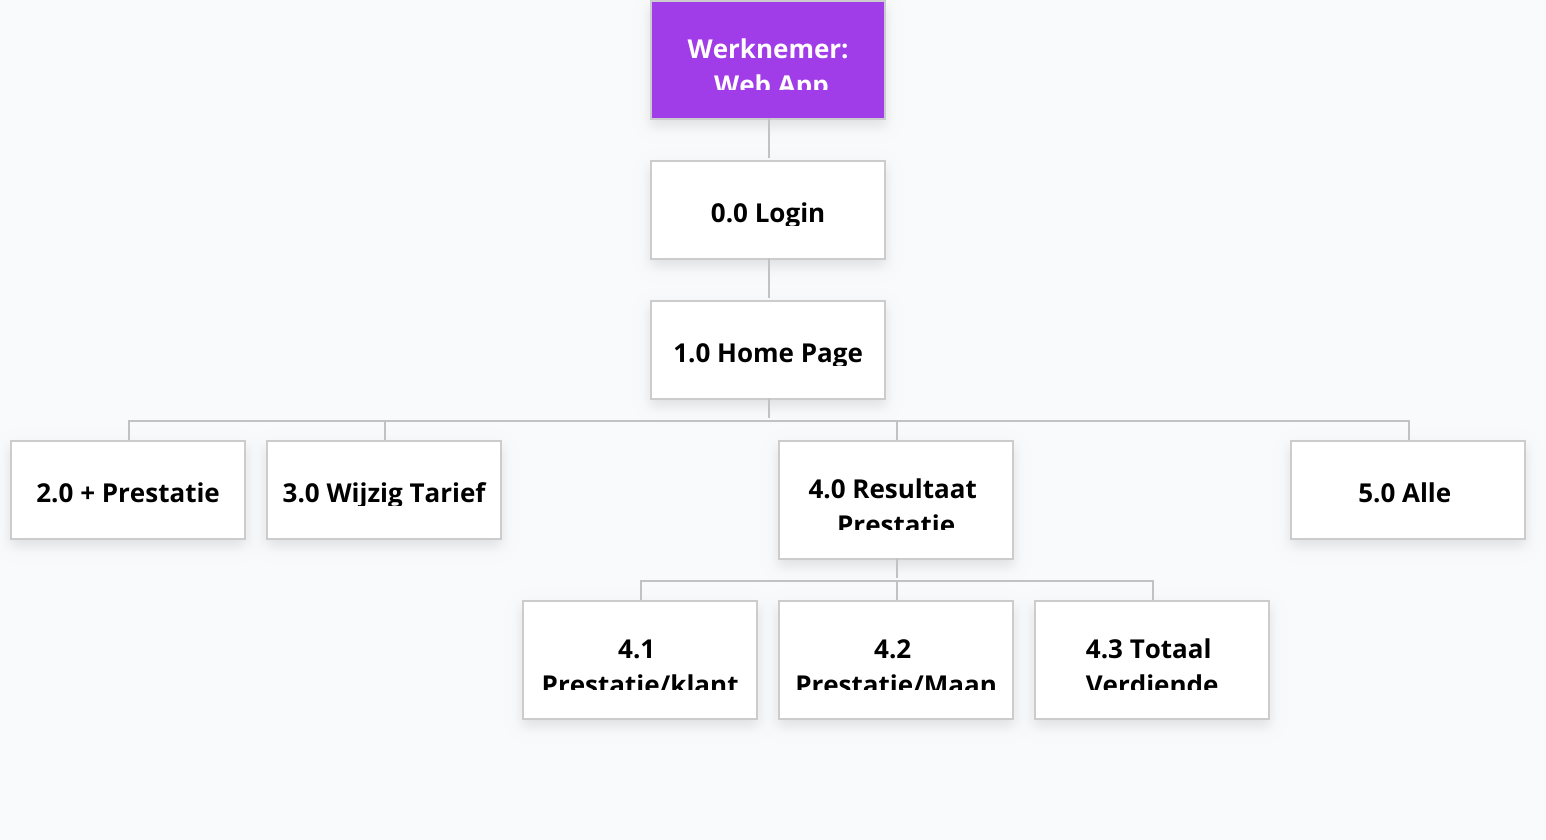 Werknemer:
Web App
0.0 Login
1.0 Home Page
2.0 + Prestatie
3.0 Wijzig Tarief
4.0 Resultaat
Prestatie
5.0 Alle
4.1
Prestatie/klant
4.2
Prestatie/Maan
4.3 Totaal
Verdiende